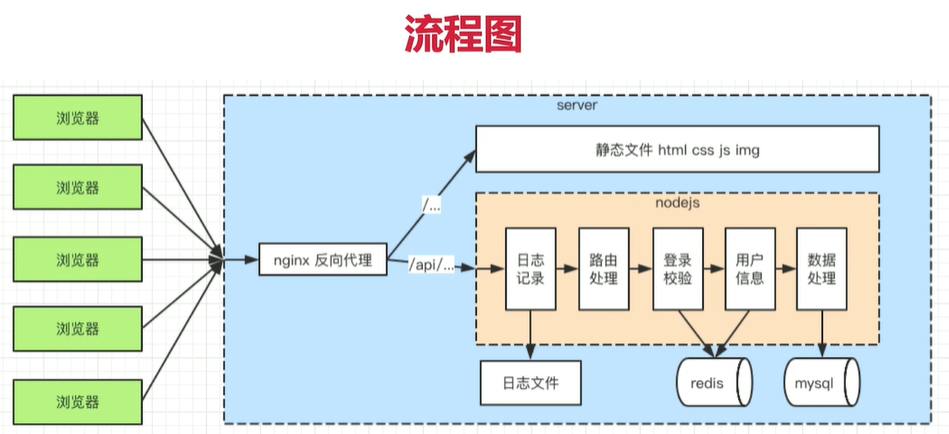 流程图
server
浏览器
浏览器
浏览器
浏览器
浏览器
nginx 反向代理
/...
/api/...
静态文件 html css js img
nodejs
日志
记录
路由
处理
登录
校验
用户
信息
数据
处理
日志文件
redis
mysql